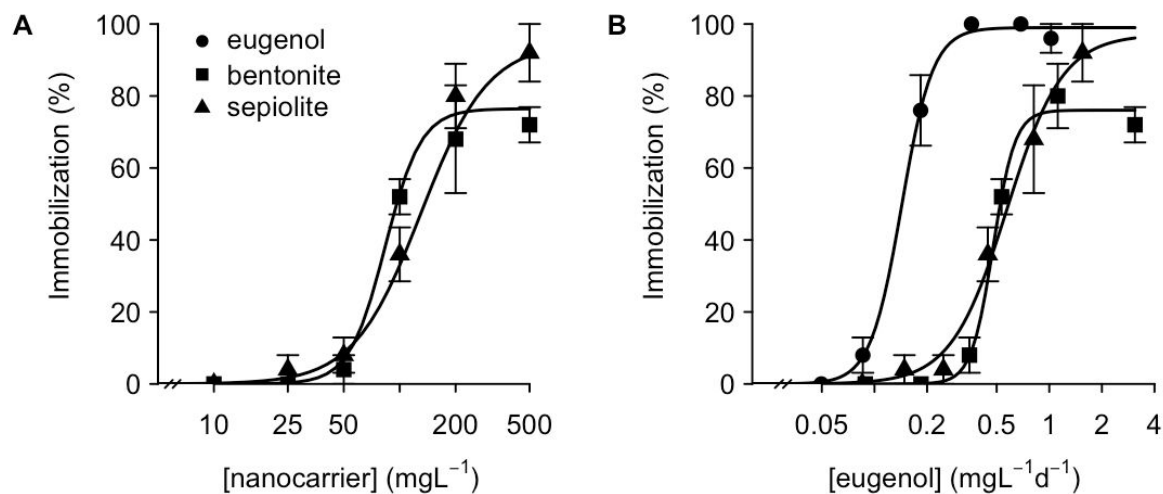 A
Immobilization (%)
100
80
60
40
20
0
eugenol
bentonite
sepiolite
10
25
50
200
500
[nanocarrier] (mgL⁻¹)
B
Immobilization (%)
100
80
60
40
20
0
0.05
0.2
0.5
1
2
4
[eugenol] (mgL⁻¹d⁻¹)